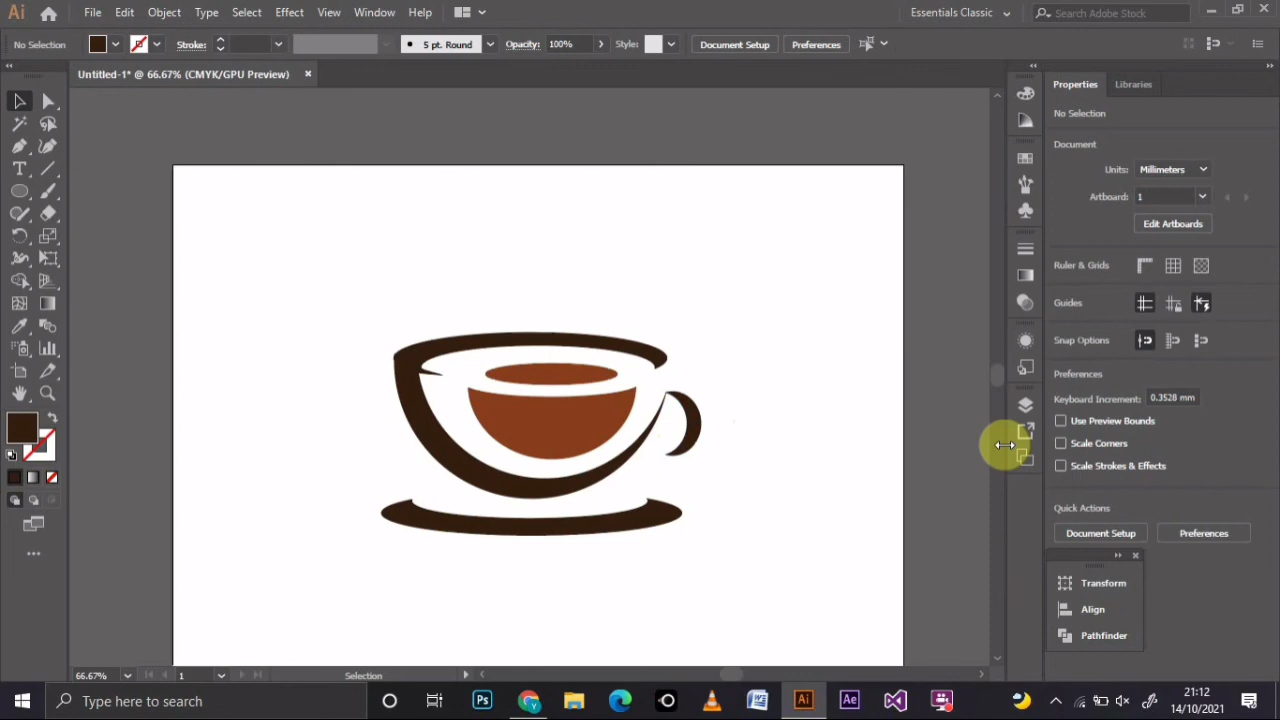 Ai File Edit Object Type Select Effect View Window Help Essentials Classic Search Adobe Stock
No Selection Stroke: 5 pt. Round Opacity: 100% Style: Document Setup Preferences
Untitled-1* @ 66.67% (CMYK/GPU Preview)
Properties Libraries
No Selection
Document
Units: Millimeters
Artboard: 1
Edit Artboards
Ruler & Grids
Guides
Snap Options
Preferences
Keyboard Increment: 0.3528 mm
Use Preview Bounds
Scale Corners
Scale Strokes & Effects
Quick Actions
Document Setup Preferences
Transform
Align
Pathfinder
66.67% 1 Selection
Type here to search Ps W Ai Ae 21:12
14/10/2021